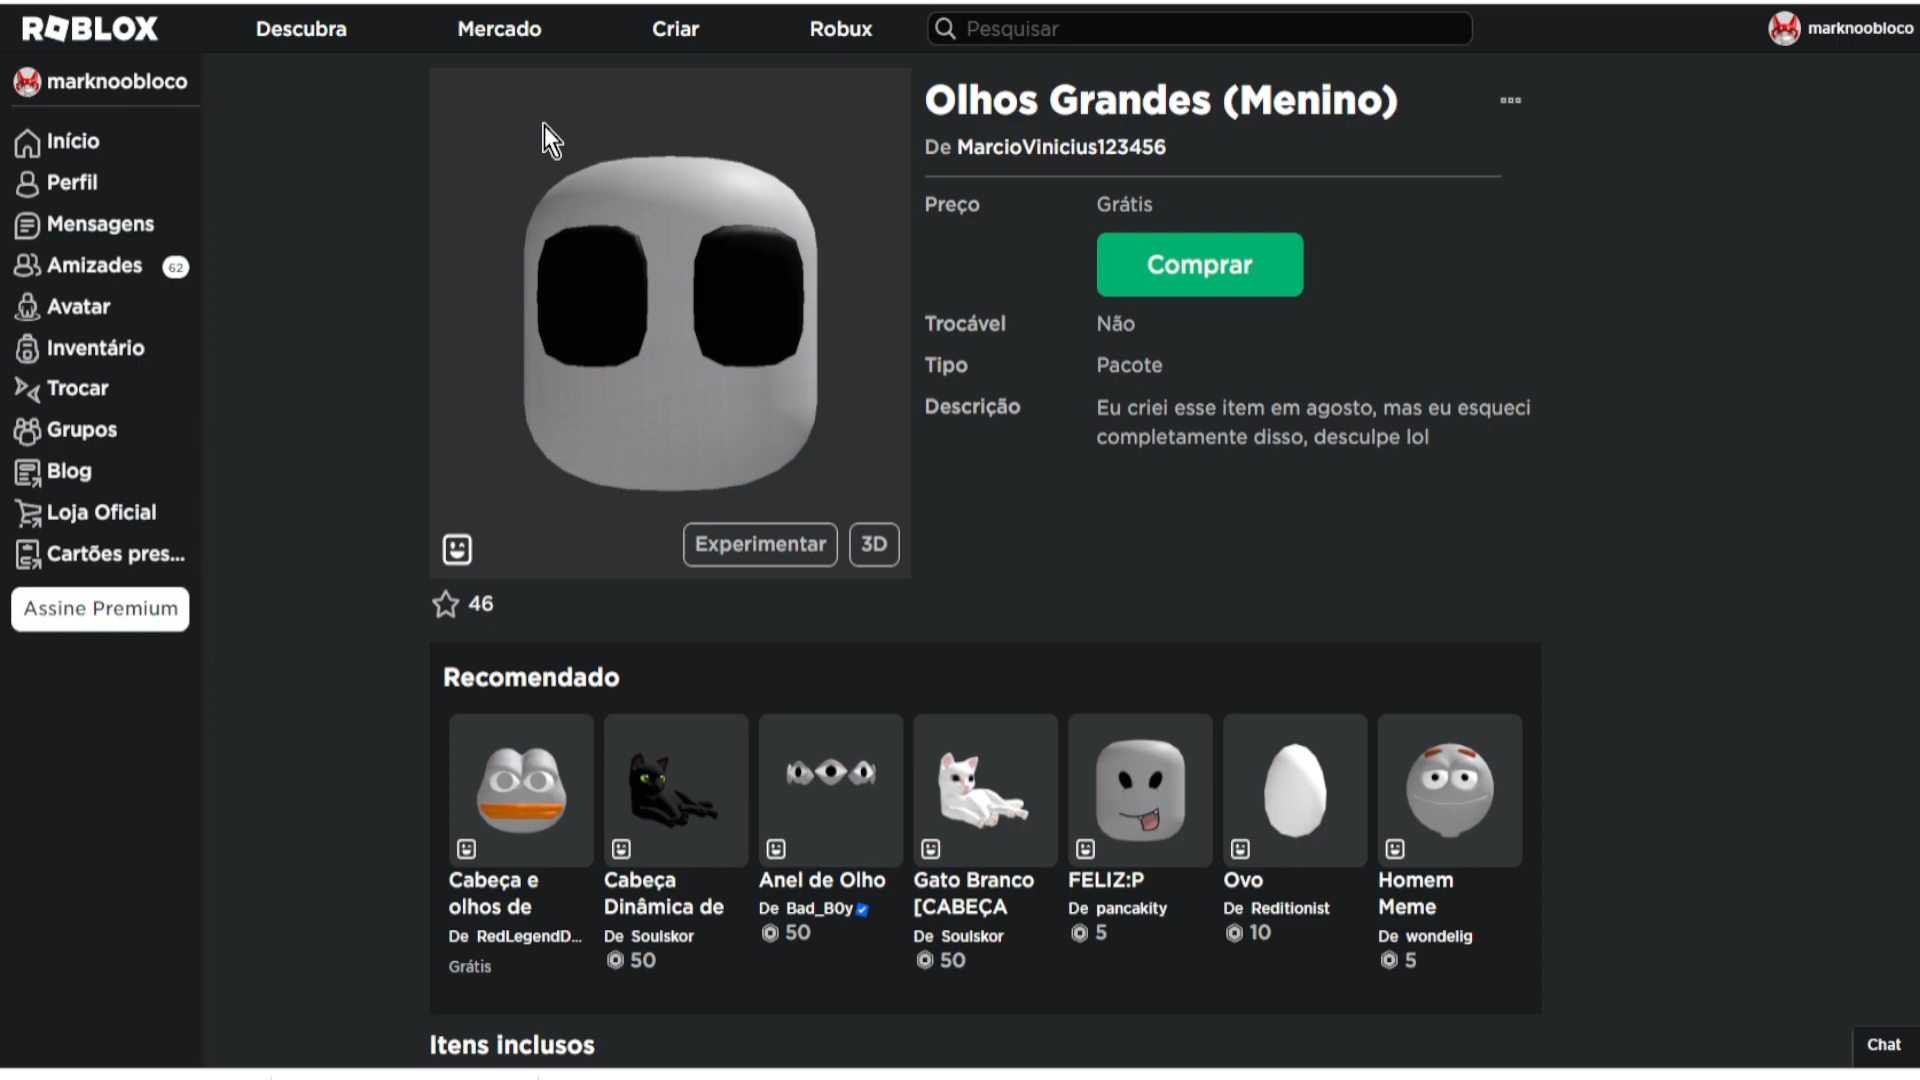 ROBLOX
Descubra
Mercado
Criar
Robux
Pesquisar
marknoobloco
marknoobloco
Início
Perfil
Mensagens
Amizades 62
Avatar
Inventário
Trocar
Grupos
Blog
Loja Oficial
Cartões pres...
Assine Premium
Experimentar
3D
46
Olhos Grandes (Menino)
De MarcioVinicius123456
Preço Grátis
Comprar
Trocável Não
Tipo Pacote
Descrição Eu criei esse item em agosto, mas eu esqueci
completamente disso, desculpe lol
Recomendado
Cabeça e
olhos de
De RedLegendD...
Grátis
Cabeça
Dinâmica de
De Soulskor
50
Anel de Olho
De Bad_B0y
50
Gato Branco
[CABEÇA
De Soulskor
50
FELIZ:P
De pancakity
5
Ovo
De Reditionist
10
Homem
Meme
De wondelig
5
Itens inclusos
Chat